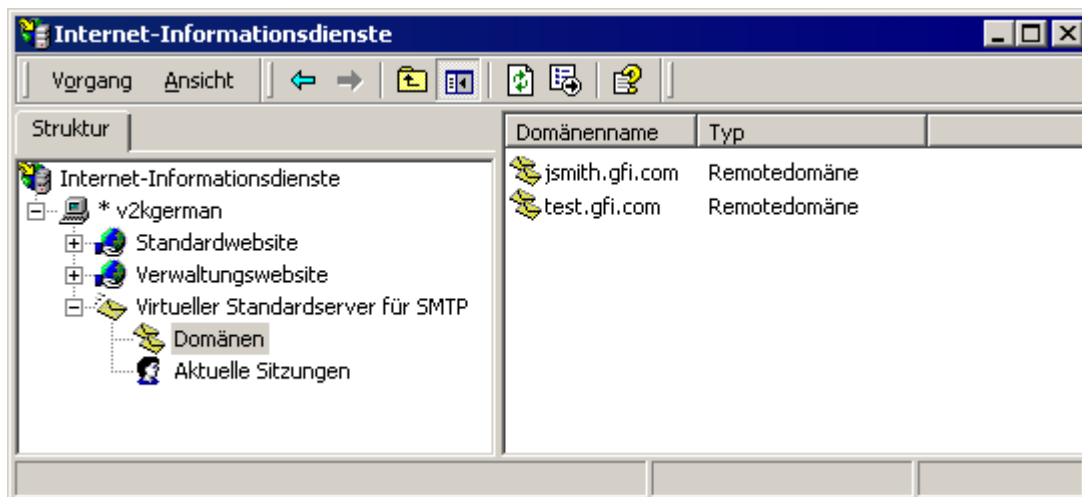 Internet-Informationsdienste
Vorgang Ansicht
Struktur
Domänenname Typ
Internet-Informationsdienste
* v2kgerman
Standardwebsite
Verwaltungswebsite
Virtueller Standardserver für SMTP
Domänen
Aktuelle Sitzungen
jsmith.gfi.com Remotedomäne
test.gfi.com Remotedomäne